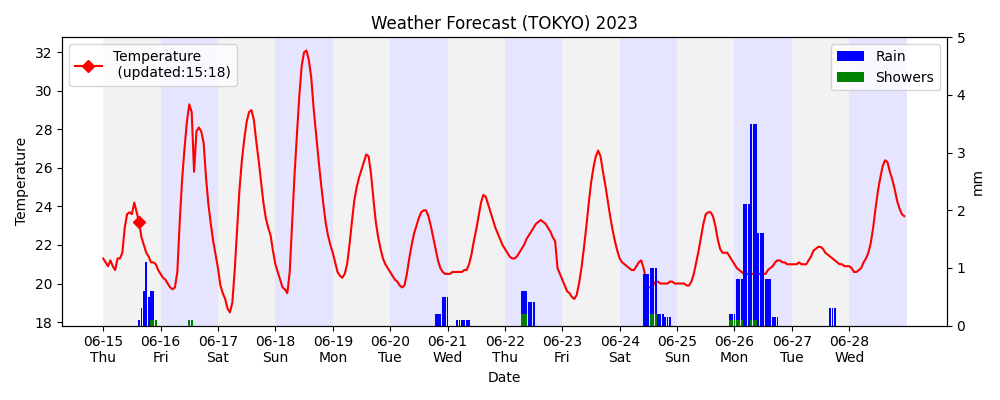 Weather Forecast (TOKYO) 2023
Temperature
(updated:15:18)
Rain
Showers
Temperature
32
30
28
26
24
22
20
18
5
4
3
2
1
0
mm
06-15 06-16 06-17 06-18 06-19 06-20 06-21 06-22 06-23 06-24 06-25 06-26 06-27 06-28
Thu Fri Sat Sun Mon Tue Wed Thu Fri Sat Sun Mon Tue Wed
Date